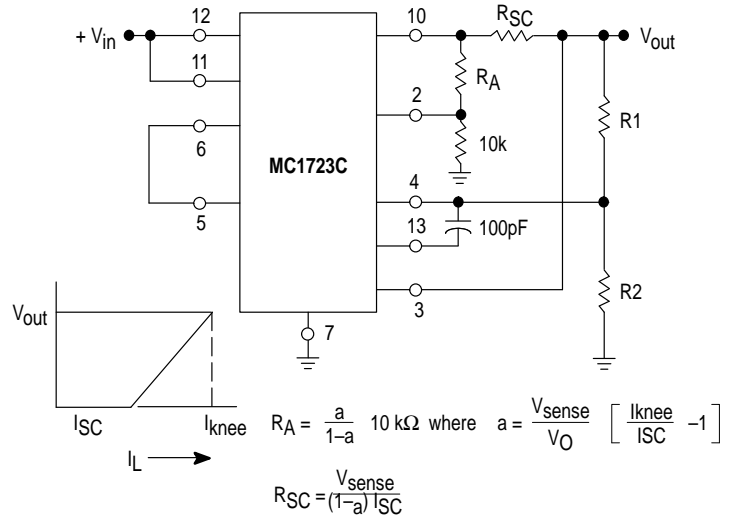 12
10
RSC
+ Vin
Vout
11
RA
2
R1
6
10k
MC1723C
4
5
13
100pF
3
R2
7
Vout
ISC
Iknee
IL
RA = a/1–a 10 kΩ where a = Vsense/VO [ Iknee/ISC –1 ]
RSC = Vsense/(1–a) ISC